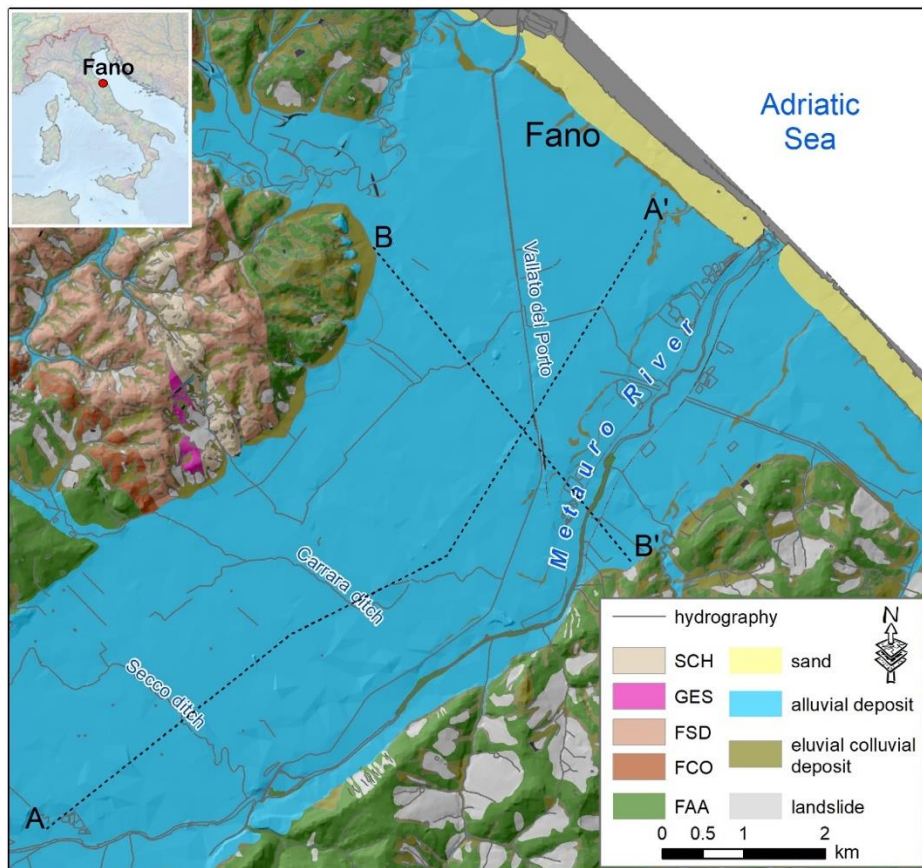 Fano
Adriatic
Sea
Fano
A'
B
Vallato del Porto
Metauro River
B'
Carrara ditch
Secco ditch
A
N
hydrography
SCH
GES
FSD
FCO
FAA
sand
alluvial deposit
eluvial colluvial
deposit
landslide
0 0.5 1 2
km